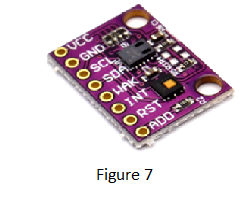 VCC
GND
SCL
SDA
WAK
INT
RST
ADD
Figure 7